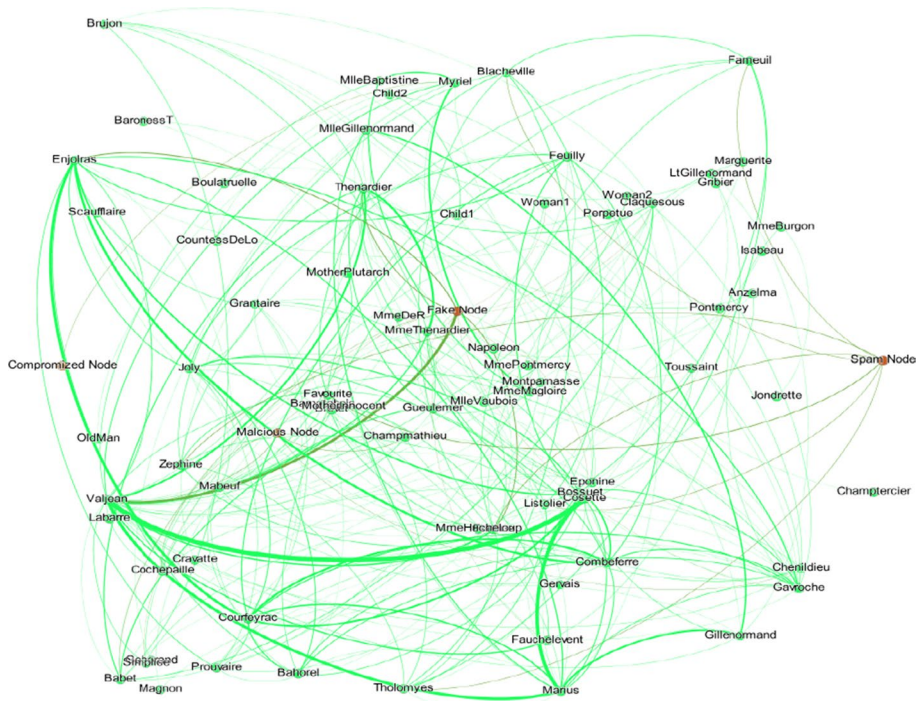 Brujon
Fameuil
Blacheville
MlleBaptistine
Myriel
Child2
BaronessT
MlleGillenormand
Enjolras
Feuilly
Marguerite
LtGillenormand
Gribier
Boulatruelle
Thenardier
Woman2
Woman1
Claquesous
Scaufflaire
Child1
Perpetue
MmeBurgon
CountessDeLo
Isabeau
MotherPlutarch
Anzelma
Grantaire
Pontmercy
Fake Node
MmeDeR
MmeThenardier
Napoleon
Spam Node
Compromized Node
Joly
MmePontmercy
Toussaint
Montparnasse
MmeMagloire
Favourite
Jondrette
MlleVaubois
Gueulemer
Malcious Node
Champmathieu
OldMan
Zephine
Eponine
Mabeuf
Bossuet
Champtercier
Valjean
Cosette
Listolier
Labarre
MmeHucheloup
Cravatte
Combeferre
Cochepaille
Chenildieu
Gervais
Gavroche
Courfeyrac
Fauchelevent
Gillenormand
Prouvaire
Bahorel
Babet
Magnon
Tholomyes
Marius